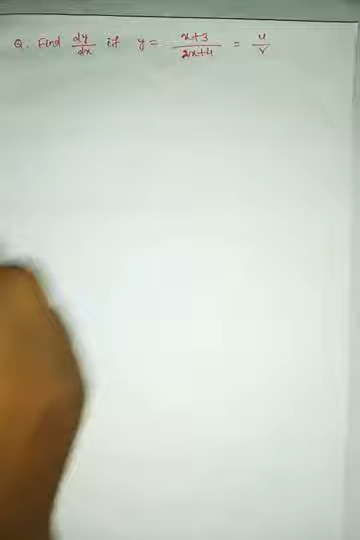 Q. Find dy/dx if y = x+3/2x+4 = u/v